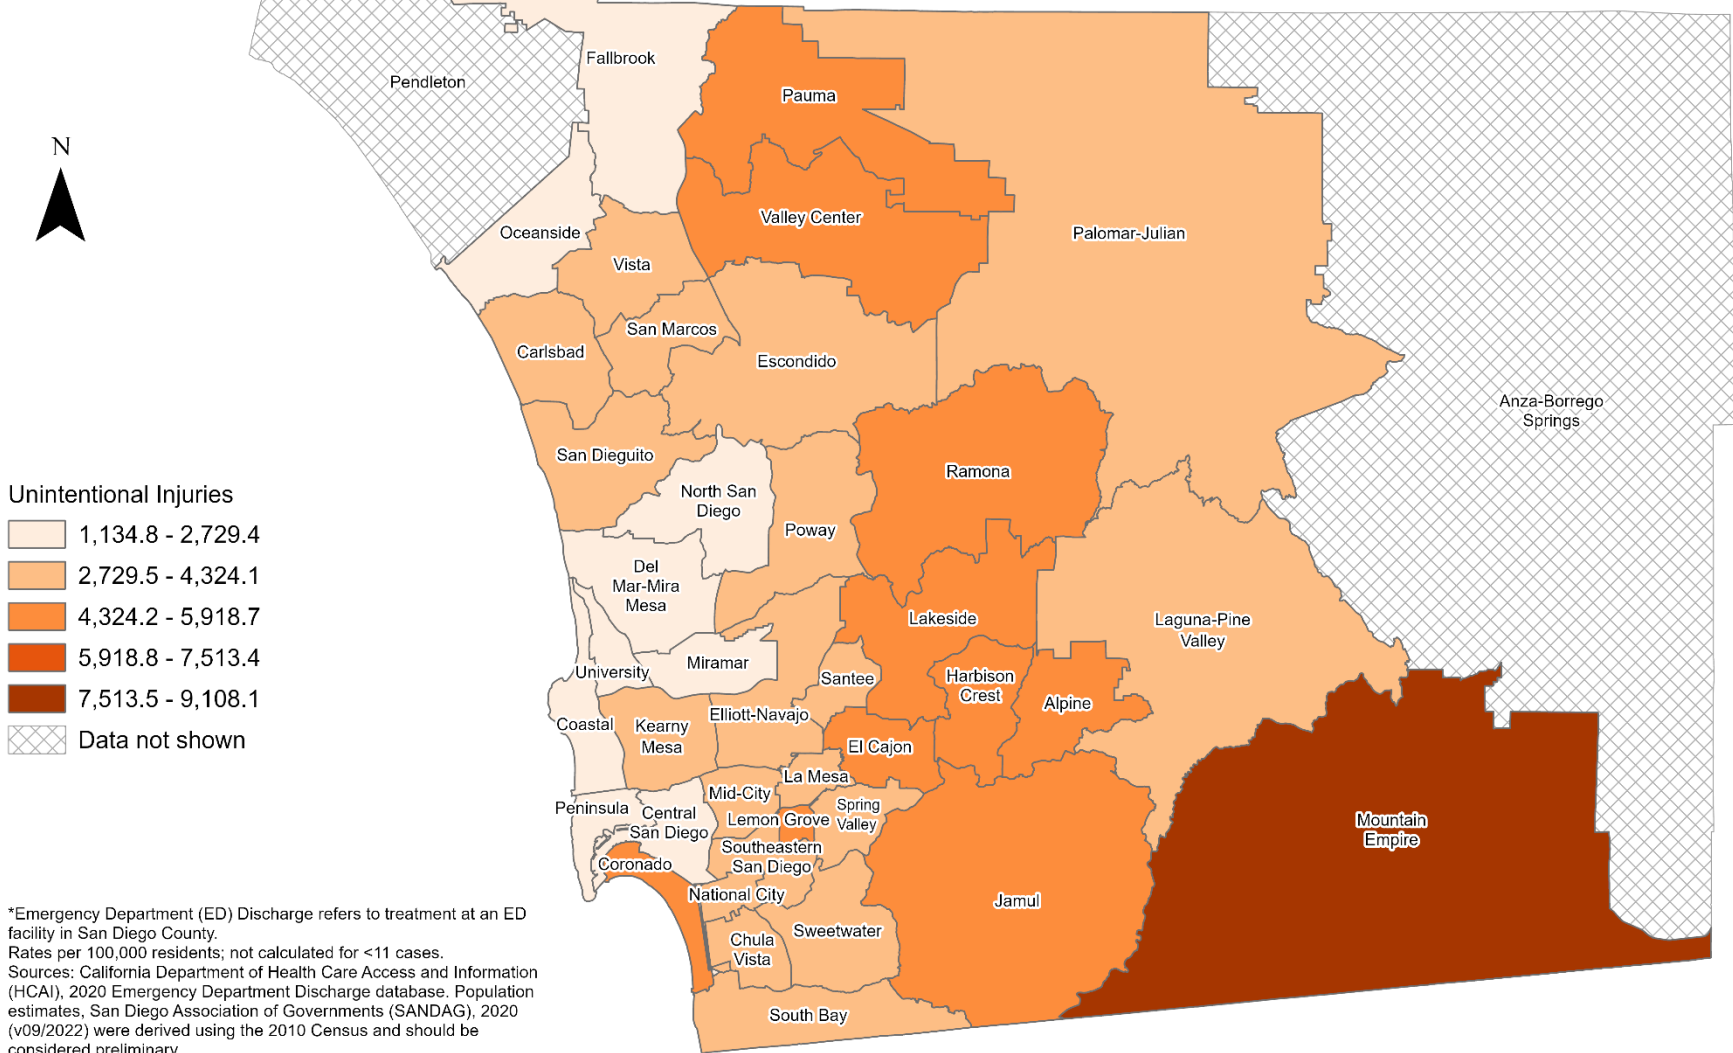 Fallbrook
Pendleton
Pauma
N
Valley Center
Oceanside
Palomar-Julian
Vista
San Marcos
Carlsbad
Escondido
Anza-Borrego
Springs
San Dieguito
Ramona
North San
Diego
Poway
Del
Mar-Mira
Mesa
Lakeside
Laguna-Pine
Valley
University
Miramar
Santee
Harbison
Crest
Alpine
Coastal
Kearny
Mesa
Elliott-Navajo
El Cajon
La Mesa
Mid-City
Peninsula
Central
San Diego
Lemon Grove
Spring
Valley
Mountain
Empire
Southeastern
San Diego
Coronado
National City
Jamul
Chula
Vista
Sweetwater
South Bay
Unintentional Injuries
1,134.8 - 2,729.4
2,729.5 - 4,324.1
4,324.2 - 5,918.7
5,918.8 - 7,513.4
7,513.5 - 9,108.1
Data not shown
*Emergency Department (ED) Discharge refers to treatment at an ED
facility in San Diego County.
Rates per 100,000 residents; not calculated for <11 cases.
Sources: California Department of Health Care Access and Information
(HCAI), 2020 Emergency Department Discharge database. Population
estimates, San Diego Association of Governments (SANDAG), 2020
(v09/2022) were derived using the 2010 Census and should be
considered preliminary.